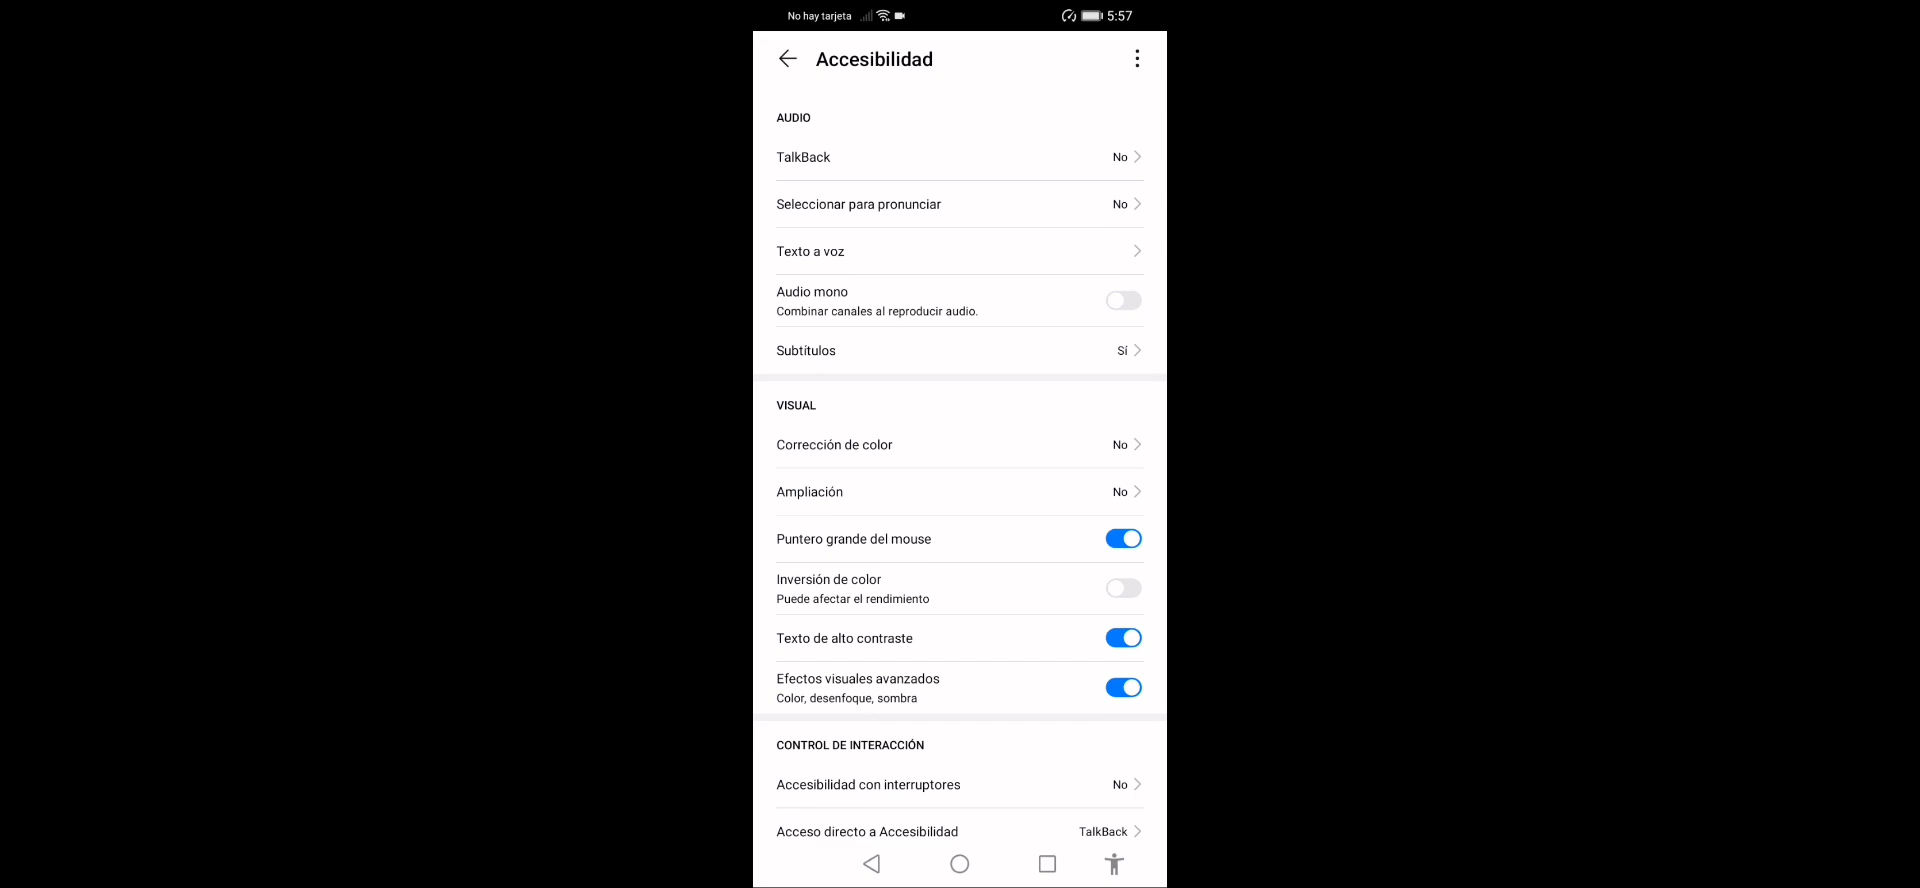 No hay tarjeta 5:57
Accesibilidad
AUDIO
TalkBack No
Seleccionar para pronunciar No
Texto a voz
Audio mono
Combinar canales al reproducir audio.
Subtítulos Sí
VISUAL
Corrección de color No
Ampliación No
Puntero grande del mouse
Inversión de color
Puede afectar el rendimiento
Texto de alto contraste
Efectos visuales avanzados
Color, desenfoque, sombra
CONTROL DE INTERACCIÓN
Accesibilidad con interruptores No
Acceso directo a Accesibilidad TalkBack